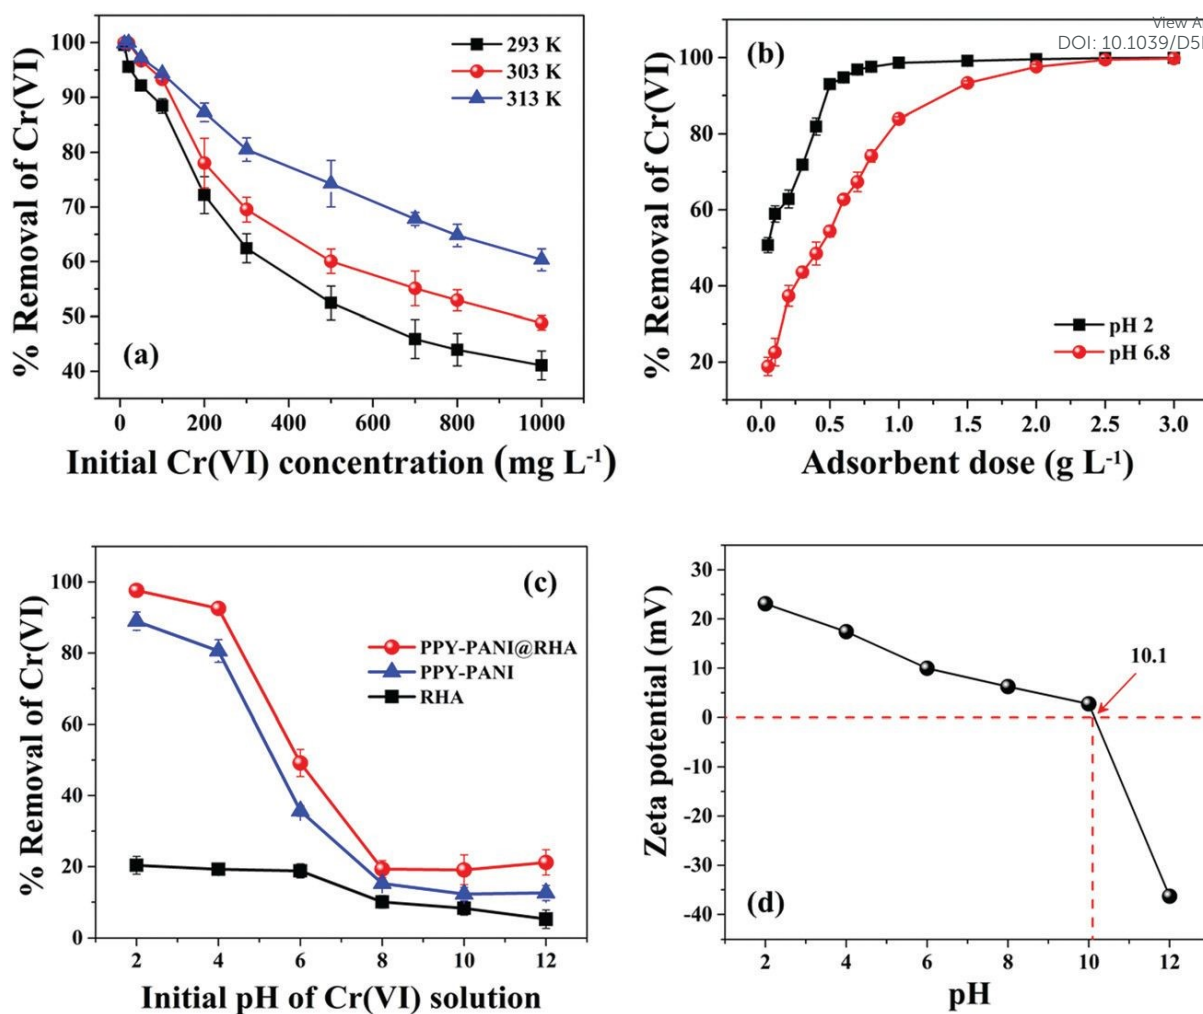 View A
DOI: 10.1039/D5
% Removal of Cr(VI)
100
90
80
70
60
50
40
293 K
303 K
313 K
(a)
0 200 400 600 800 1000
Initial Cr(VI) concentration (mg L⁻¹)
% Removal of Cr(VI)
100
80
60
40
20
(b)
pH 2
pH 6.8
0.0 0.5 1.0 1.5 2.0 2.5 3.0
Adsorbent dose (g L⁻¹)
% Removal of Cr(VI)
100
80
60
40
20
0
(c)
PPY-PANI@RHA
PPY-PANI
RHA
2 4 6 8 10 12
Initial pH of Cr(VI) solution
Zeta potential (mV)
30
20
10
0
-10
-20
-30
-40
10.1
(d)
2 4 6 8 10 12
pH